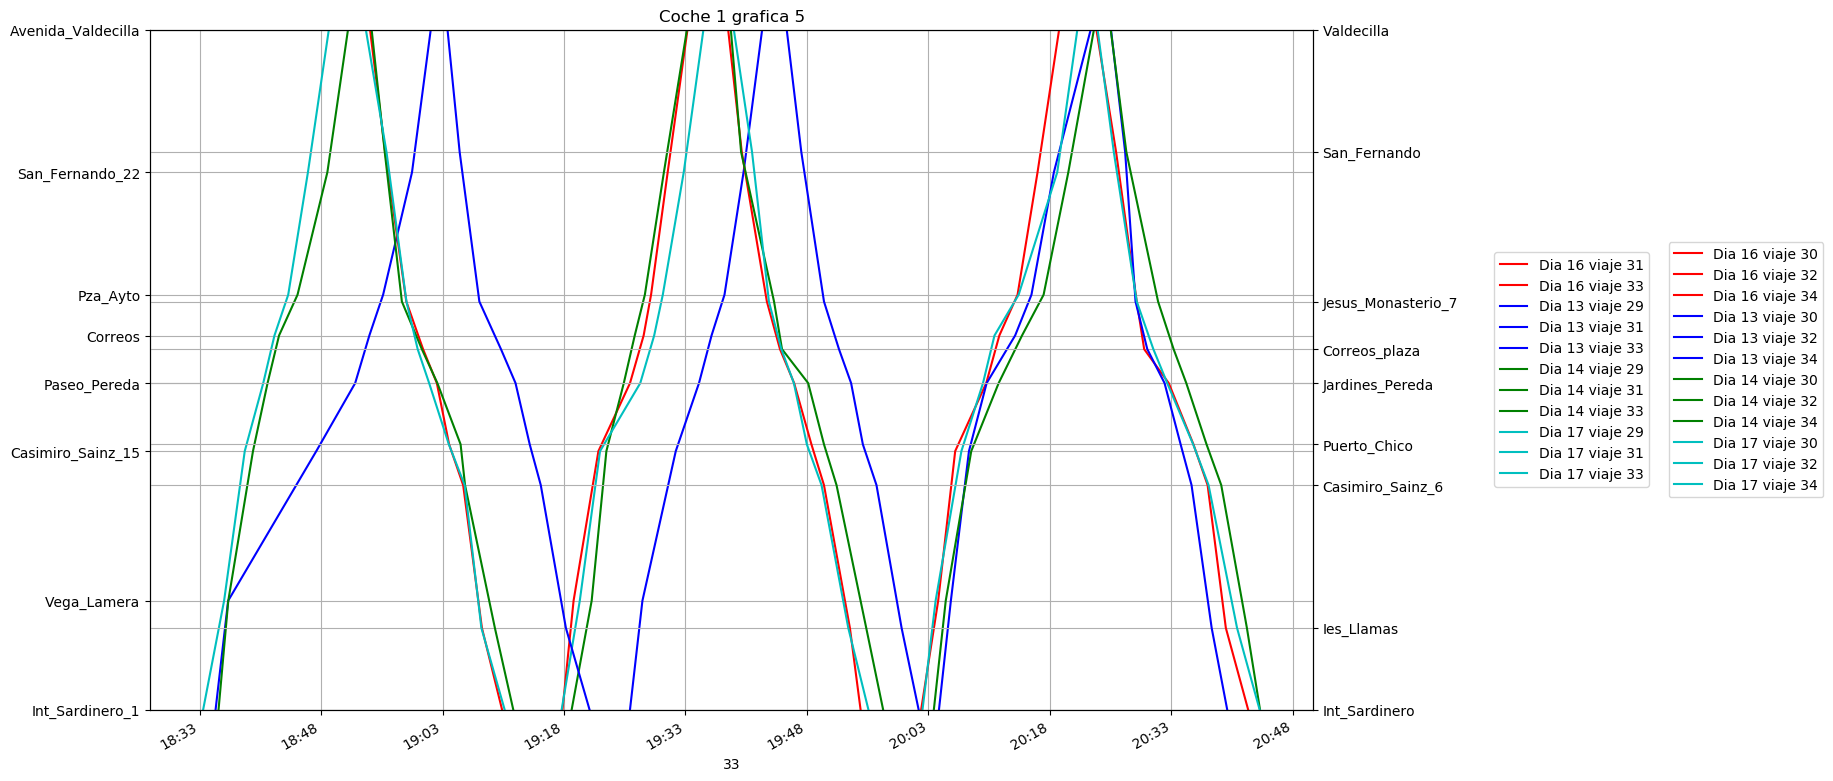 Coche 1 grafica 5
Avenida_Valdecilla
San_Fernando_22
Pza_Ayto
Correos
Paseo_Pereda
Casimiro_Sainz_15
Vega_Lamera
Int_Sardinero_1
Valdecilla
San_Fernando
Jesus_Monasterio_7
Correos_plaza
Jardines_Pereda
Puerto_Chico
Casimiro_Sainz_6
Ies_Llamas
Int_Sardinero
18:33
18:48
19:03
19:18
19:33
19:48
20:03
20:18
20:33
20:48
33
Dia 16 viaje 31
Dia 16 viaje 33
Dia 13 viaje 29
Dia 13 viaje 31
Dia 13 viaje 33
Dia 14 viaje 29
Dia 14 viaje 31
Dia 14 viaje 33
Dia 17 viaje 29
Dia 17 viaje 31
Dia 17 viaje 33
Dia 16 viaje 30
Dia 16 viaje 32
Dia 16 viaje 34
Dia 13 viaje 30
Dia 13 viaje 32
Dia 13 viaje 34
Dia 14 viaje 30
Dia 14 viaje 32
Dia 14 viaje 34
Dia 17 viaje 30
Dia 17 viaje 32
Dia 17 viaje 34